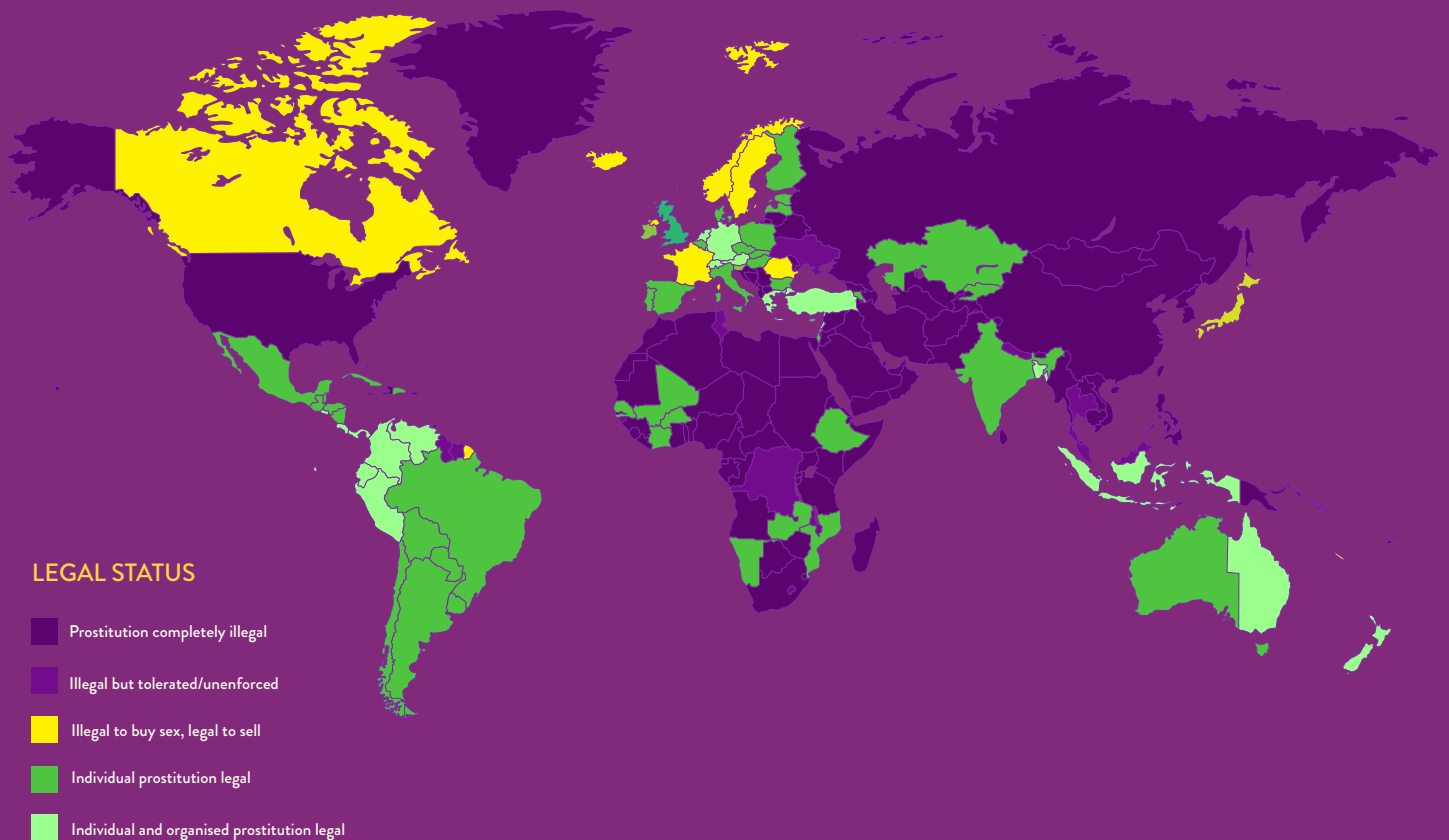 LEGAL STATUS
Prostitution completely illegal
Illegal but tolerated/unenforced
Illegal to buy sex, legal to sell
Individual prostitution legal
Individual and organised prostitution legal